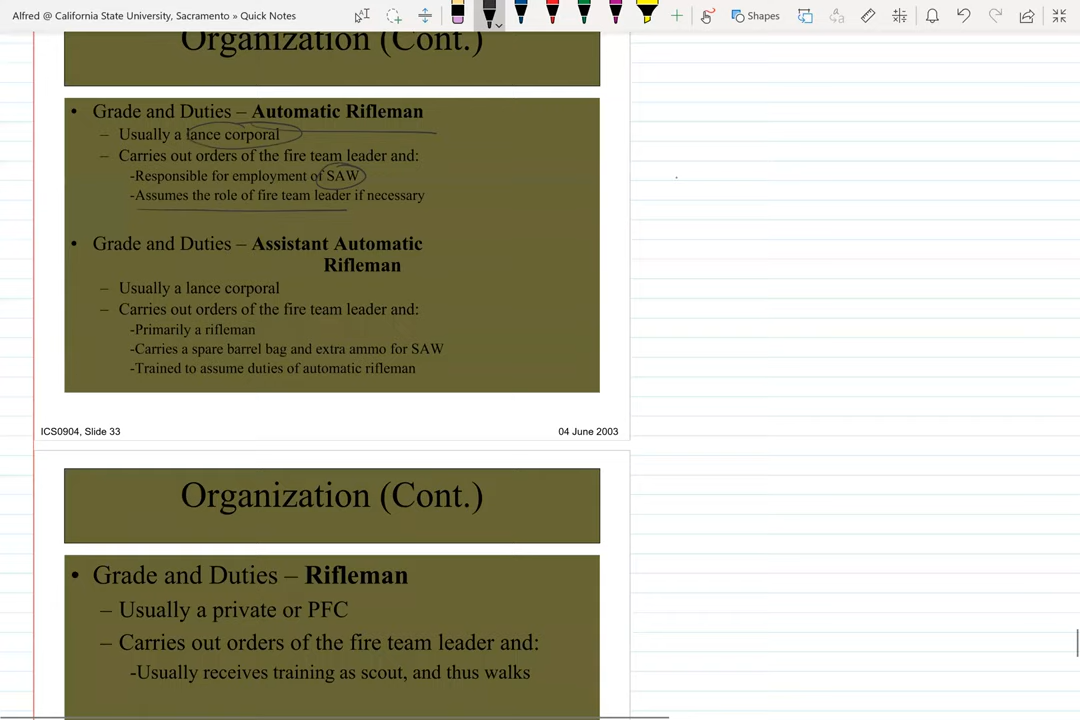 Alfred @ California State University, Sacramento » Quick Notes
Shapes
Organization (Cont.)
• Grade and Duties – Automatic Rifleman
– Usually a lance corporal
– Carries out orders of the fire team leader and:
-Responsible for employment of SAW
-Assumes the role of fire team leader if necessary
• Grade and Duties – Assistant Automatic
Rifleman
– Usually a lance corporal
– Carries out orders of the fire team leader and:
-Primarily a rifleman
-Carries a spare barrel bag and extra ammo for SAW
-Trained to assume duties of automatic rifleman
ICS0904, Slide 33
04 June 2003
Organization (Cont.)
• Grade and Duties – Rifleman
– Usually a private or PFC
– Carries out orders of the fire team leader and:
-Usually receives training as scout, and thus walks